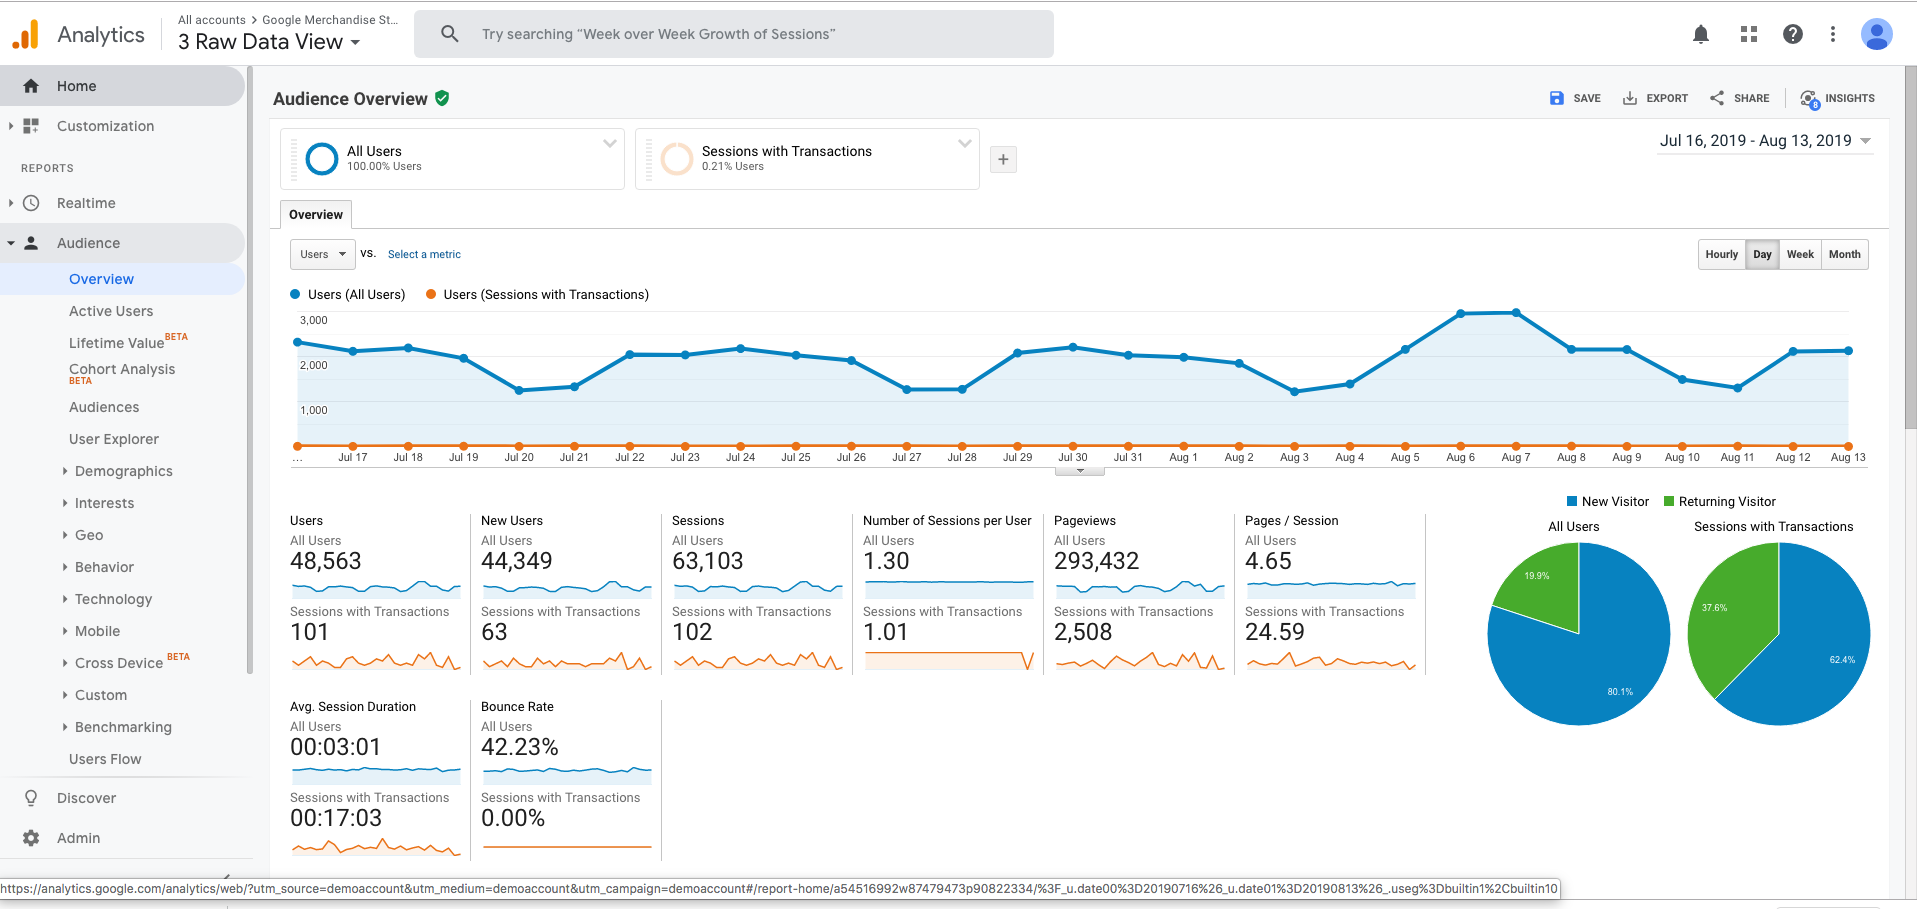 Analytics
All accounts > Google Merchandise St...
3 Raw Data View
Try searching “Week over Week Growth of Sessions”
Home
Customization
REPORTS
Realtime
Audience
Overview
Active Users
Lifetime Value BETA
Cohort Analysis
BETA
Audiences
User Explorer
Demographics
Interests
Geo
Behavior
Technology
Mobile
Cross Device BETA
Custom
Benchmarking
Users Flow
Discover
Admin
Audience Overview
SAVE EXPORT SHARE 8 INSIGHTS
All Users
100.00% Users
Sessions with Transactions
0.21% Users
+
Jul 16, 2019 - Aug 13, 2019
Overview
Users vs. Select a metric
Hourly Day Week Month
Users (All Users) Users (Sessions with Transactions)
3,000
2,000
1,000
... Jul 17 Jul 18 Jul 19 Jul 20 Jul 21 Jul 22 Jul 23 Jul 24 Jul 25 Jul 26 Jul 27 Jul 28 Jul 29 Jul 30 Jul 31 Aug 1 Aug 2 Aug 3 Aug 4 Aug 5 Aug 6 Aug 7 Aug 8 Aug 9 Aug 10 Aug 11 Aug 12 Aug 13
Users
All Users
48,563
Sessions with Transactions
101
New Users
All Users
44,349
Sessions with Transactions
63
Sessions
All Users
63,103
Sessions with Transactions
102
Number of Sessions per User
All Users
1.30
Sessions with Transactions
1.01
Pageviews
All Users
293,432
Sessions with Transactions
2,508
Pages / Session
All Users
4.65
Sessions with Transactions
24.59
Avg. Session Duration
All Users
00:03:01
Sessions with Transactions
00:17:03
Bounce Rate
All Users
42.23%
Sessions with Transactions
0.00%
New Visitor Returning Visitor
All Users
19.9%
80.1%
Sessions with Transactions
37.6%
62.4%
https://analytics.google.com/analytics/web/?utm_source=demoaccount&utm_medium=demoaccount&utm_campaign=demoaccount#/report-home/a54516992w87479473p90822334/%3F_u.date00%3D20190716%26_u.date01%3D20190813%26_.useg%3Dbuiltin1%2Cbuiltin10